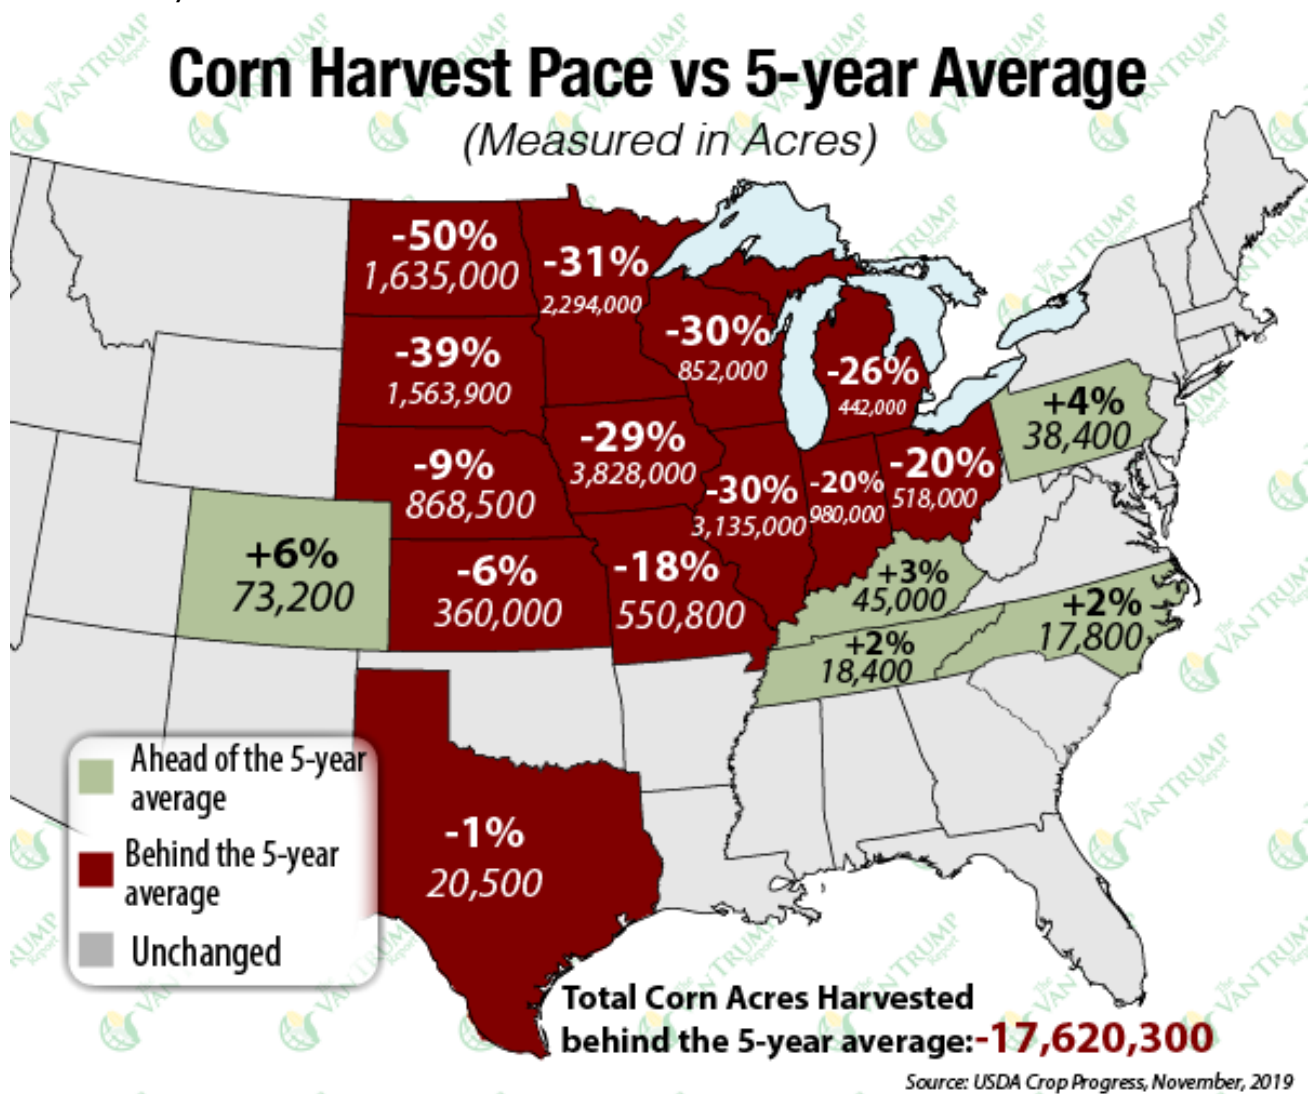 Corn Harvest Pace vs 5-year Average
(Measured in Acres)
-50%
1,635,000
-31%
2,294,000
-30%
852,000
-26%
442,000
-39%
1,563,900
-29%
3,828,000
-9%
868,500
-30%
3,135,000
-20%
980,000
-20%
518,000
+4%
38,400
+6%
73,200
-6%
360,000
-18%
550,800
+3%
45,000
+2%
18,400
+2%
17,800
-1%
20,500
Ahead of the 5-year
average
Behind the 5-year
average
Unchanged
Total Corn Acres Harvested
behind the 5-year average:-17,620,300
Source: USDA Crop Progress, November, 2019
The
VANTRUMP
Report